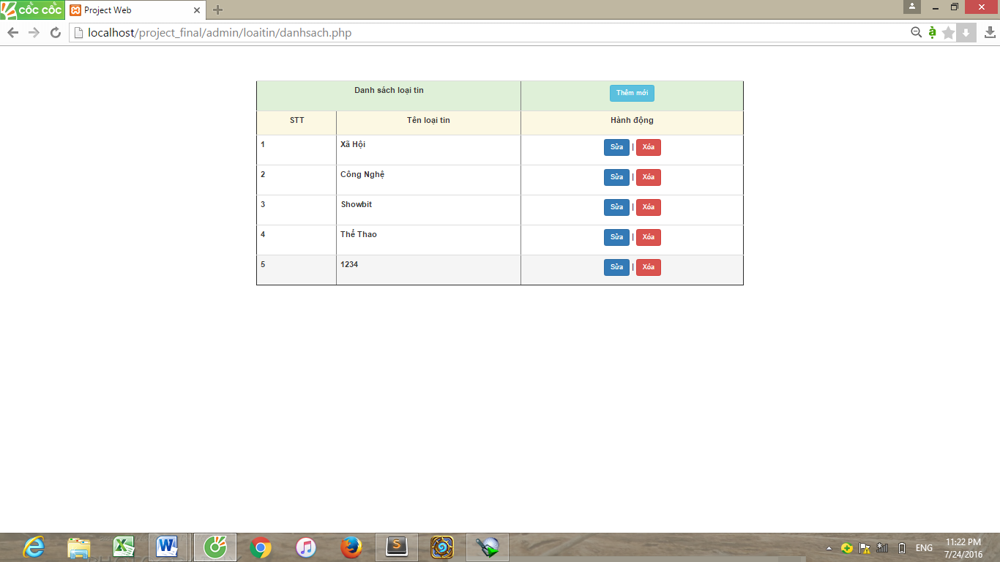 cốc cốc
Project Web
localhost/project_final/admin/loaitin/danhsach.php
Danh sách loại tin
Thêm mới
STT Tên loại tin Hành động
1 Xã Hội Sửa | Xóa
2 Công Nghệ Sửa | Xóa
3 Showbit Sửa | Xóa
4 Thể Thao Sửa | Xóa
5 1234 Sửa | Xóa
ENG
11:22 PM
7/24/2016